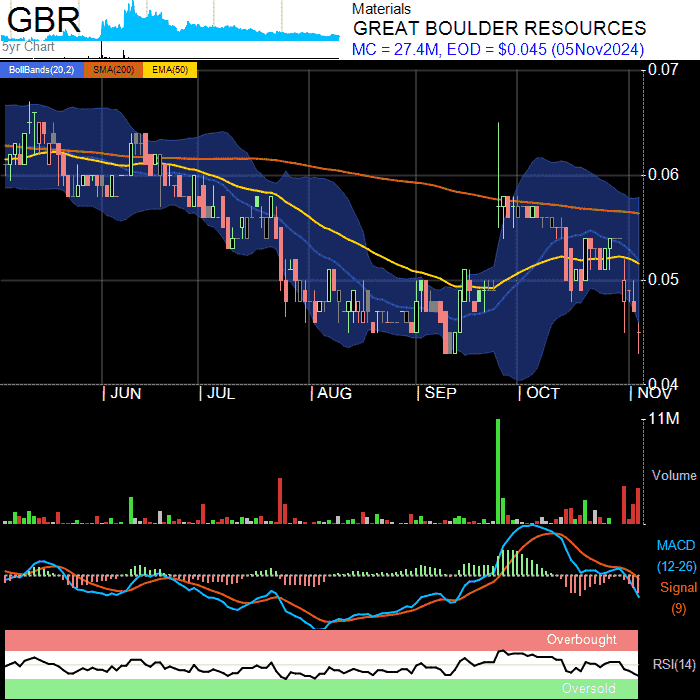 GBR
5yr Chart
Materials
GREAT BOULDER RESOURCES
MC = 27.4M, EOD = $0.045 (05Nov2024)
BollBands(20,2) SMA(200) EMA(50)
0.07
0.06
0.05
0.04
JUN JUL AUG SEP OCT NOV
11M
Volume
MACD
(12-26)
Signal
(9)
Overbought
RSI(14)
Oversold